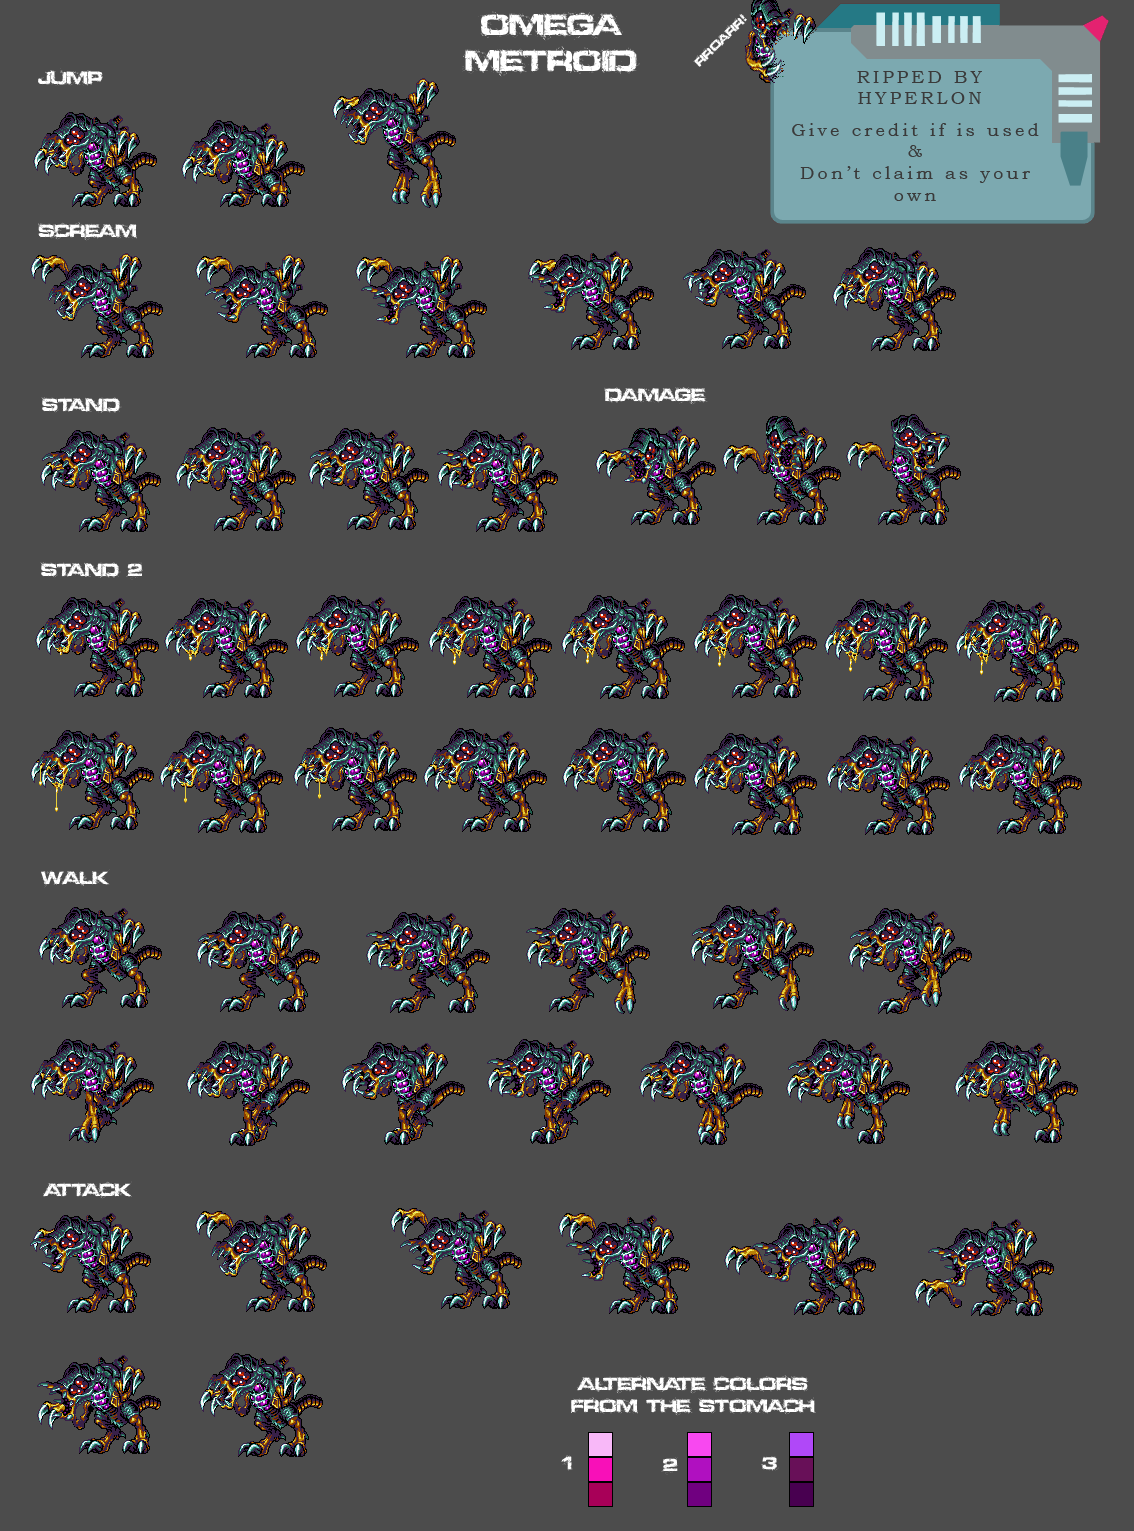 OMEGA
METROID
RROARR!
RIPPED BY
HYPERLON
Give credit if is used
&
Don't claim as your
own
JUMP
SCREAM
STAND
DAMAGE
STAND 2
WALK
ATTACK
ALTERNATE COLORS
FROM THE STOMACH
1
2
3